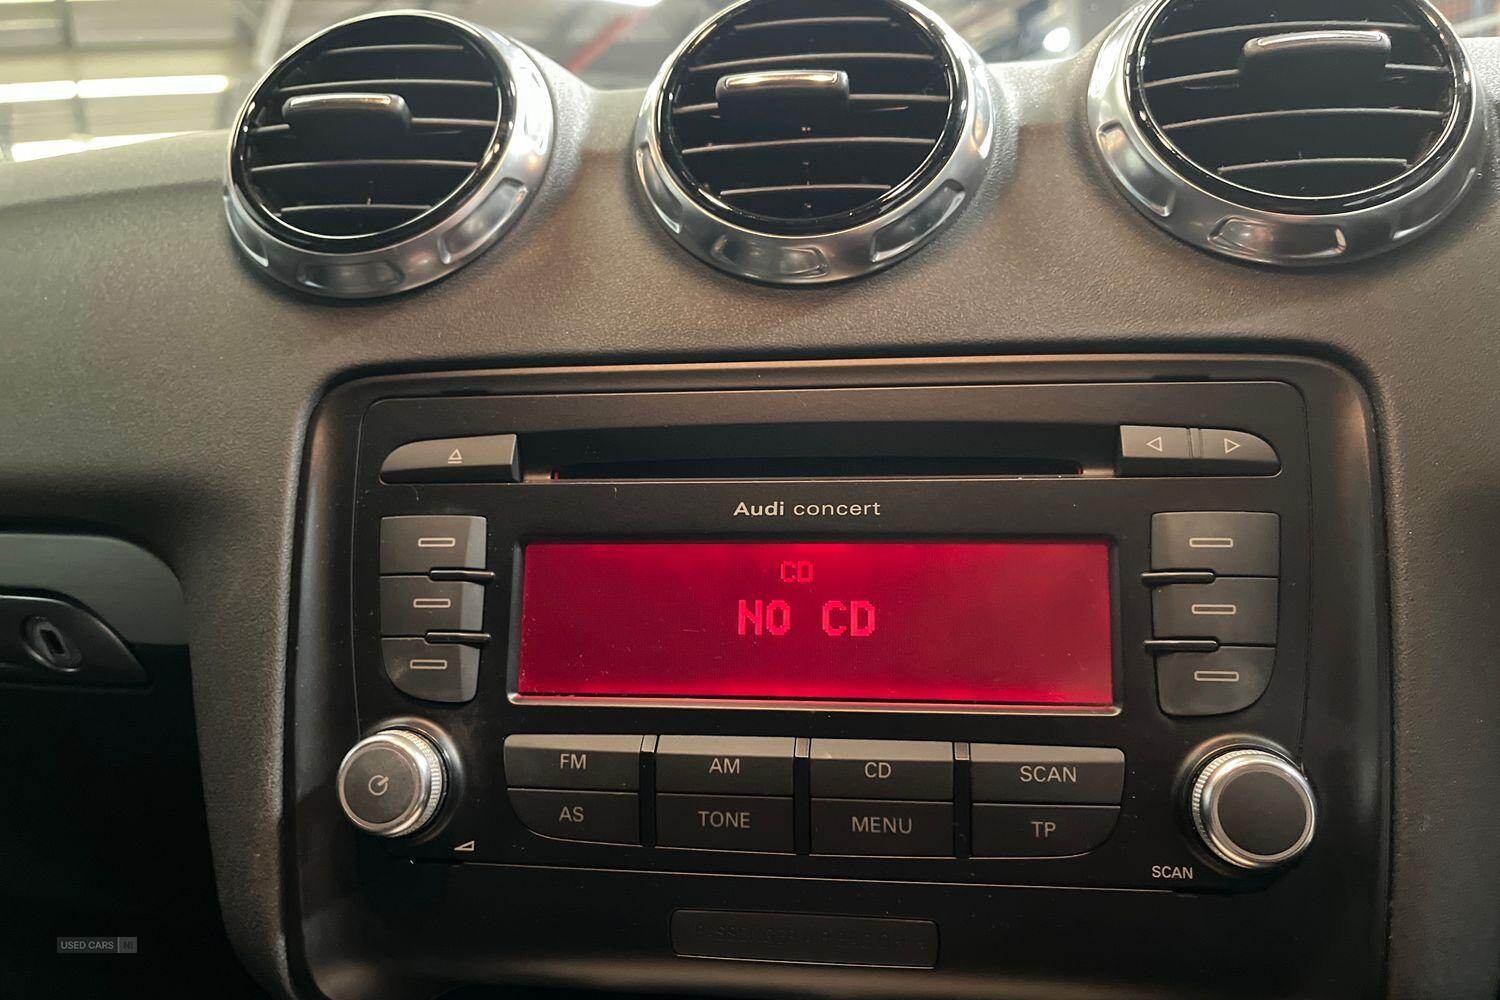 Audi concert
CD
NO CD
FM
AM
CD
SCAN
AS
TONE
MENU
TP
SCAN
USED CARS NI